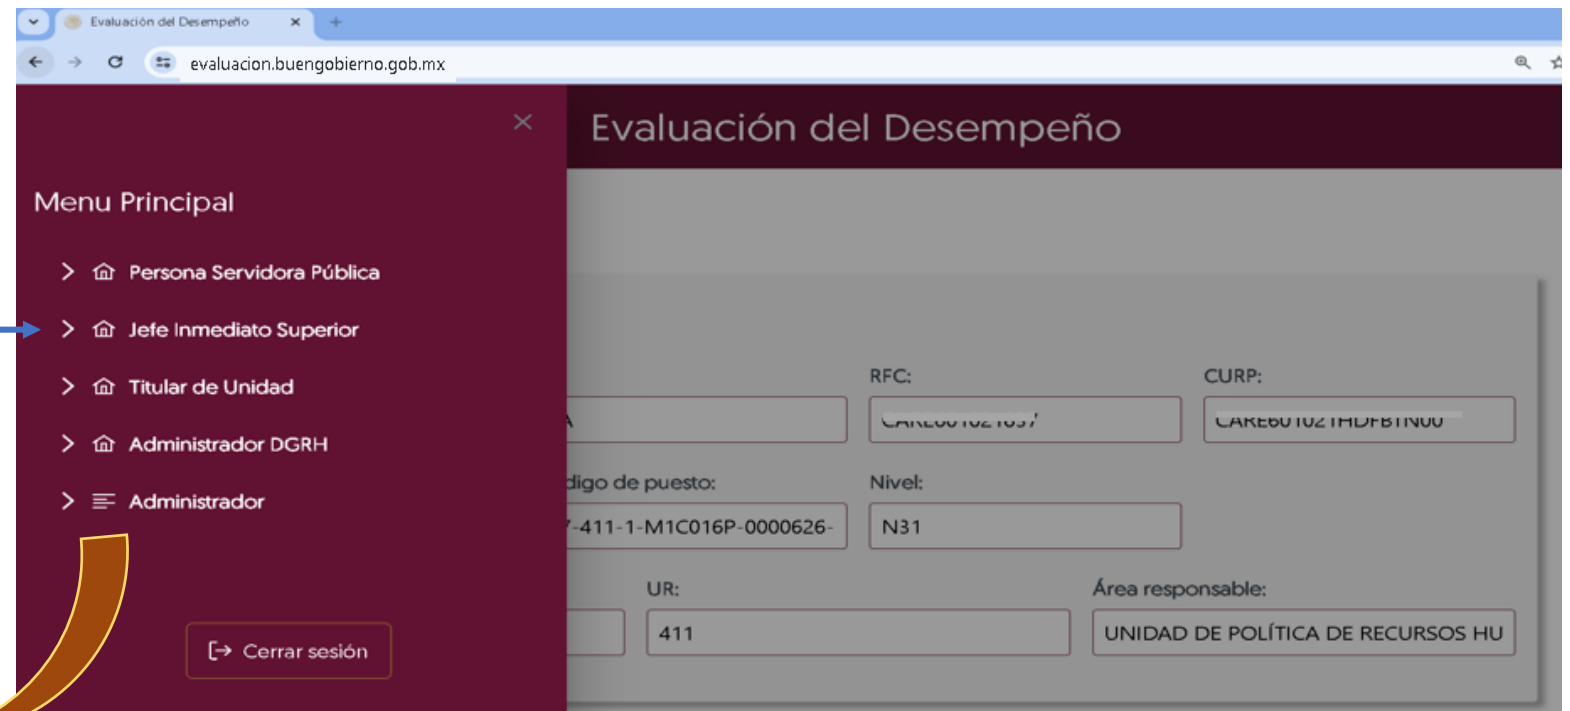 Evaluación del Desempeño
evaluacion.buengobierno.gob.mx
Evaluación del Desempeño
Menu Principal
Persona Servidora Pública
Jefe Inmediato Superior
Titular de Unidad
Administrador DGRH
Administrador
Cerrar sesión
RFC:
CURP:
A
digo de puesto:
Nivel:
-411-1-M1C016P-0000626-
N31
UR:
Área responsable:
411
UNIDAD DE POLÍTICA DE RECURSOS HU